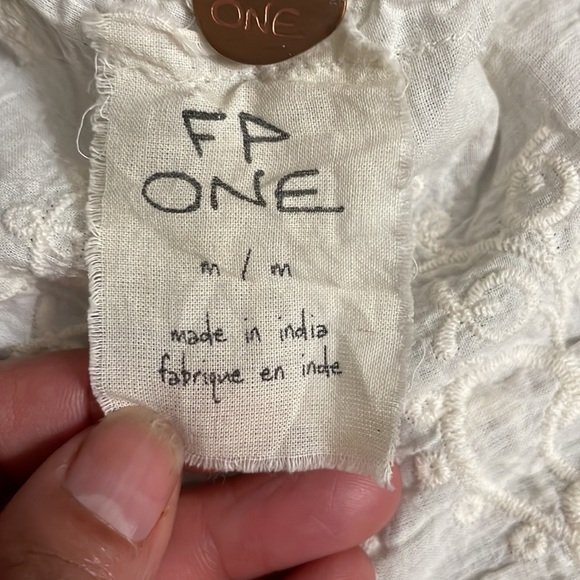 ONE
FP
ONE
m / m
made in india
fabrique en inde